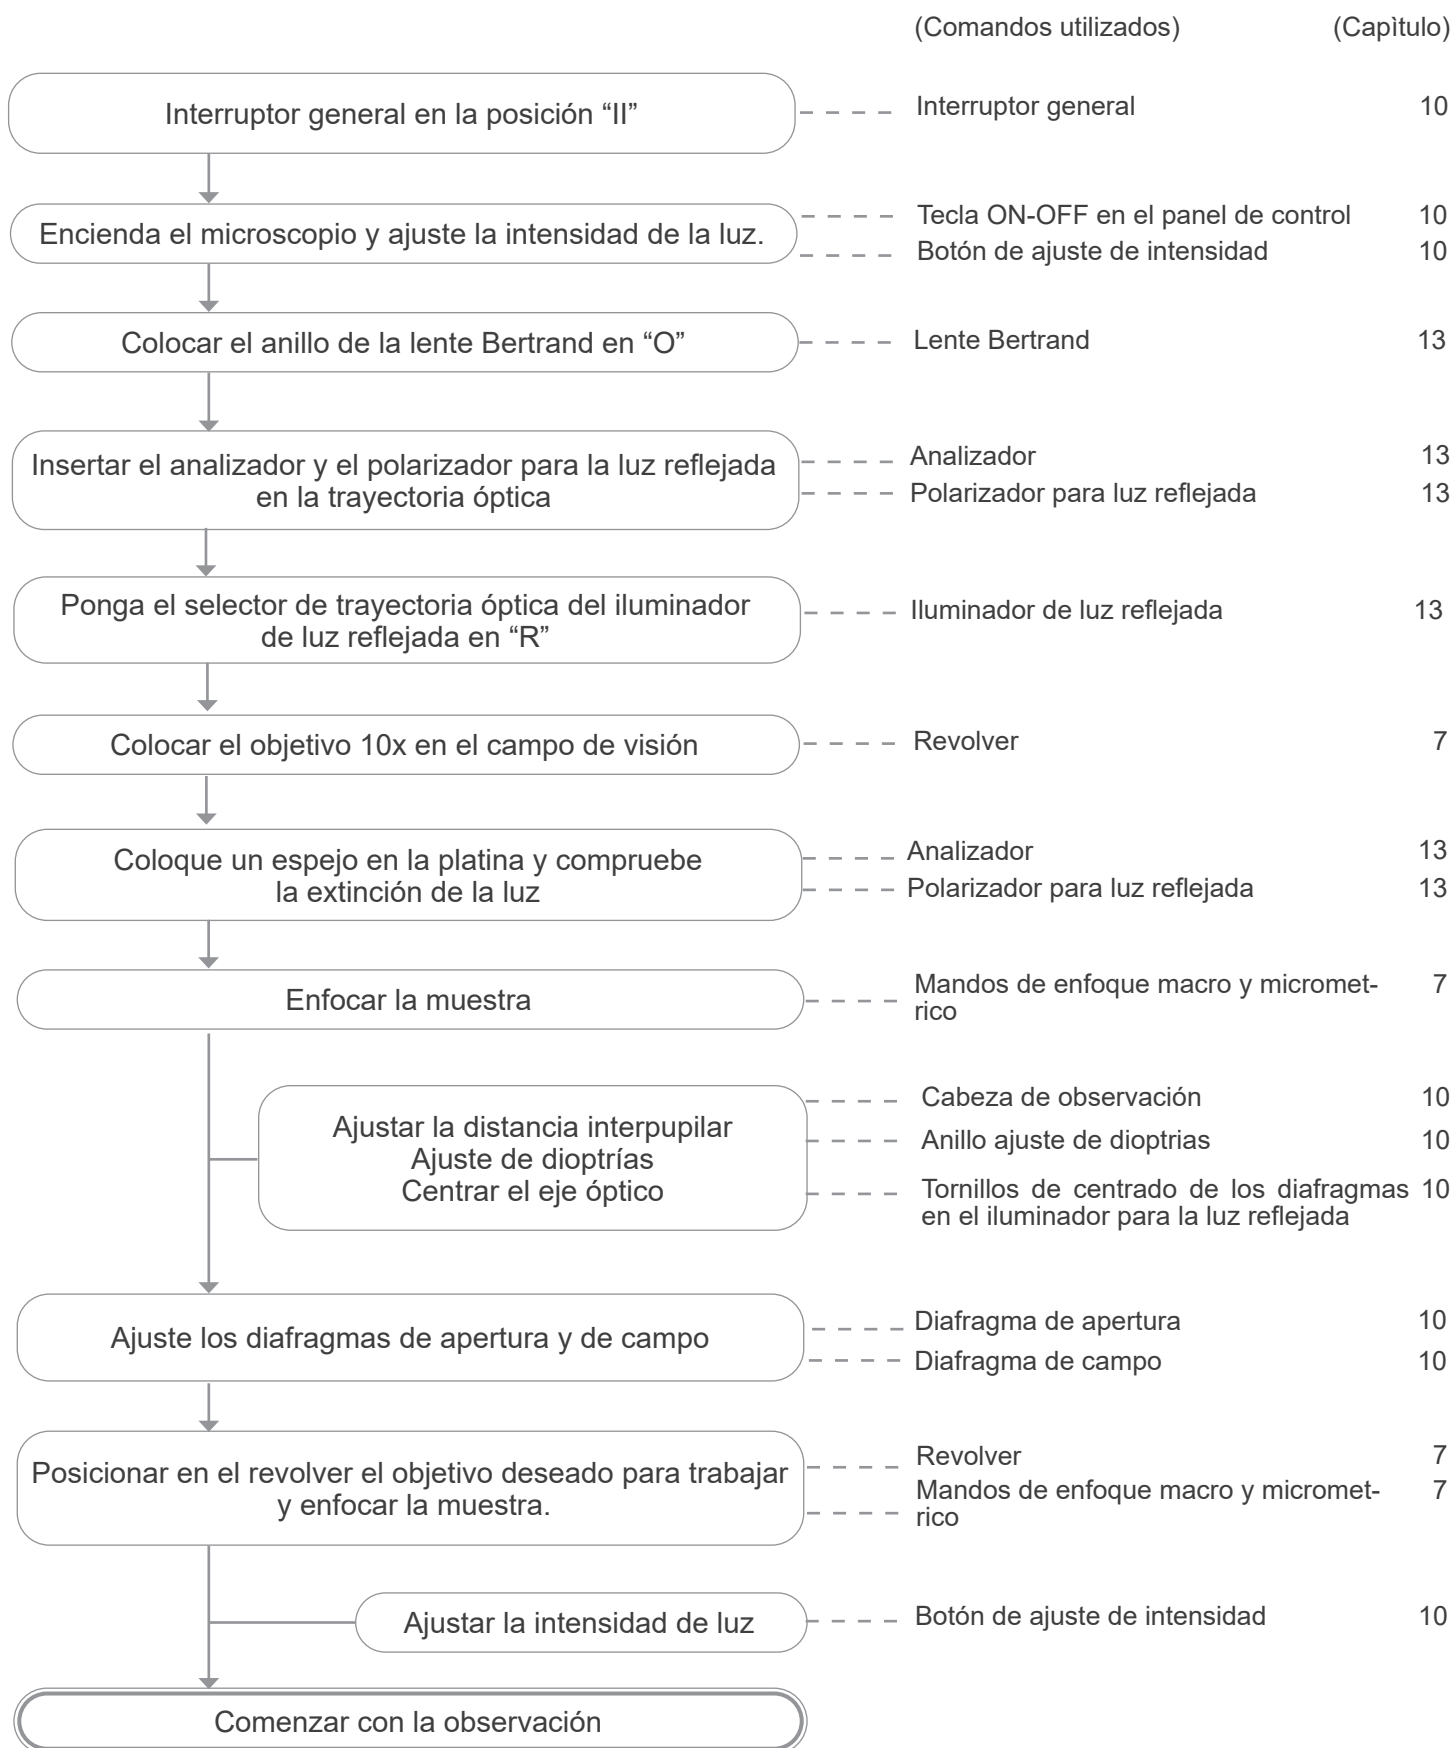 (Comandos utilizados) (Capìtulo)
Interruptor general en la posición “II” Interruptor general 10
Encienda el microscopio y ajuste la intensidad de la luz. Tecla ON-OFF en el panel de control 10
Botón de ajuste de intensidad 10
Colocar el anillo de la lente Bertrand en “O” Lente Bertrand 13
Insertar el analizador y el polarizador para la luz reflejada Analizador 13
en la trayectoria óptica Polarizador para luz reflejada 13
Ponga el selector de trayectoria óptica del iluminador Iluminador de luz reflejada 13
de luz reflejada en “R”
Colocar el objetivo 10x en el campo de visión Revolver 7
Coloque un espejo en la platina y compruebe Analizador 13
la extinción de la luz Polarizador para luz reflejada 13
Enfocar la muestra Mandos de enfoque macro y micromet- 7
rico
Ajustar la distancia interpupilar Cabeza de observación 10
Ajuste de dioptrías Anillo ajuste de dioptrias 10
Centrar el eje óptico Tornillos de centrado de los diafragmas 10
en el iluminador para la luz reflejada
Ajuste los diafragmas de apertura y de campo Diafragma de apertura 10
Diafragma de campo 10
Posicionar en el revolver el objetivo deseado para trabajar Revolver 7
y enfocar la muestra. Mandos de enfoque macro y micromet- 7
rico
Ajustar la intensidad de luz Botón de ajuste de intensidad 10
Comenzar con la observación